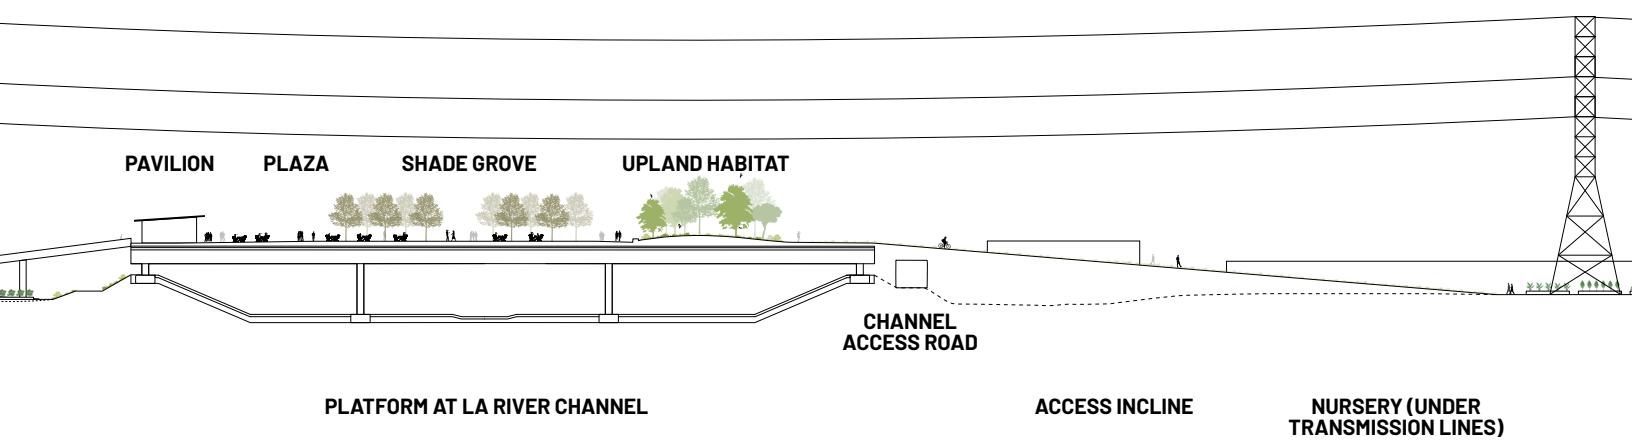 PAVILION
PLAZA
SHADE GROVE
UPLAND HABITAT
CHANNEL
ACCESS ROAD
PLATFORM AT LA RIVER CHANNEL
ACCESS INCLINE
NURSERY (UNDER
TRANSMISSION LINES)